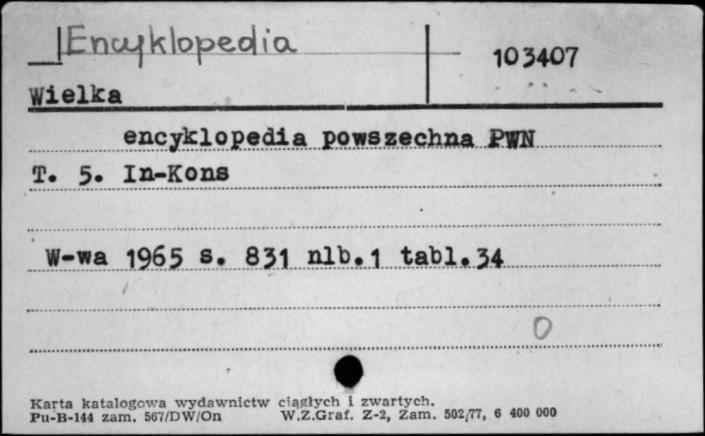 Encyklopedia
103407
Wielka
encyklopedia powszechna PWN
T. 5. In-Kons
W-wa 1965 s. 831 nlb.1 tabl.34
0
Karta katalogowa wydawnictw ciągłych i zwartych.
Pu-B-144 zam. 567/DW/On W.Z.Graf. Z-2, Zam. 502/77, 6 400 000